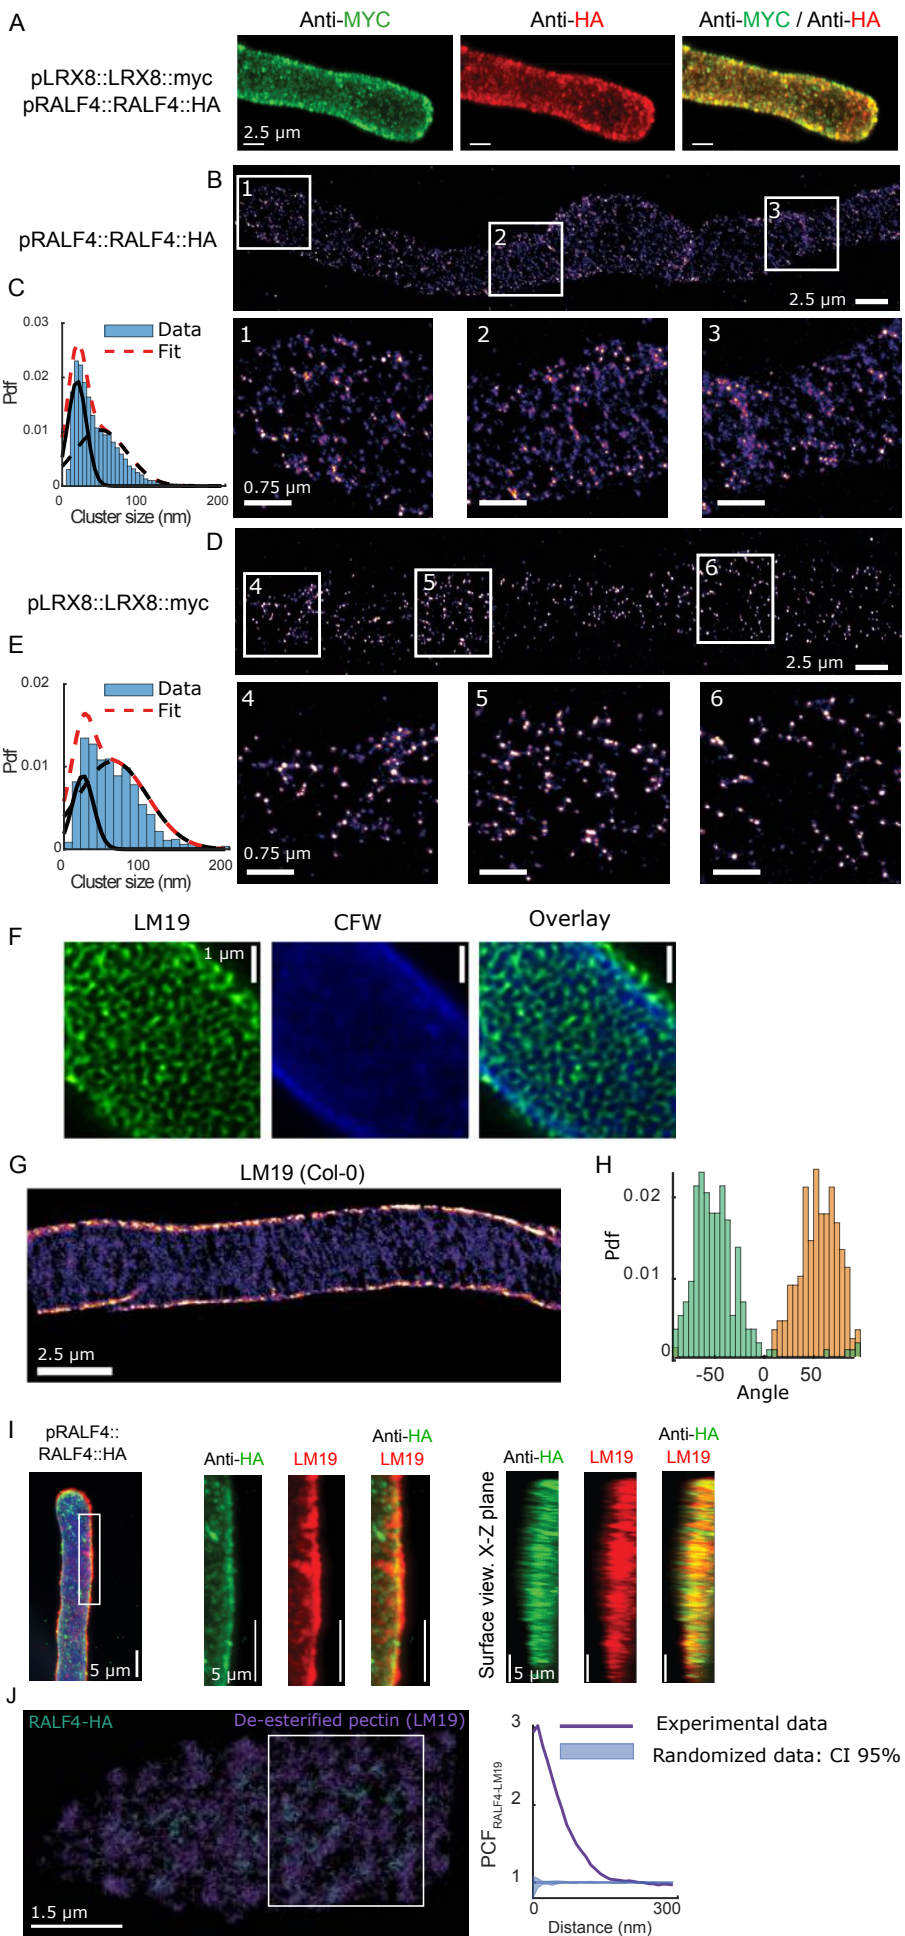 A
Anti-MYC
Anti-HA
Anti-MYC / Anti-HA
pLRX8::LRX8::myc
pRALF4::RALF4::HA
2.5 µm
B
pRALF4::RALF4::HA
1
2
3
2.5 µm
C
0.03
0.02
0.01
0
Pdf
Data
Fit
0
100
200
Cluster size (nm)
1
2
3
0.75 µm
D
pLRX8::LRX8::myc
4
5
6
2.5 µm
E
0.02
0.01
0
Pdf
Data
Fit
0
100
200
Cluster size (nm)
4
5
6
0.75 µm
F
LM19
CFW
Overlay
1 µm
G
LM19 (Col-0)
2.5 µm
H
0.02
0.01
0
Pdf
-50
0
50
Angle
I
pRALF4::
RALF4::HA
5 µm
Anti-HA
LM19
Anti-HA
LM19
5 µm
Surface view. X-Z plane
Anti-HA
LM19
Anti-HA
LM19
5 µm
J
RALF4-HA
De-esterified pectin (LM19)
1.5 µm
3
2
1
PCF RALF4-LM19
Experimental data
Randomized data: CI 95%
0
300
Distance (nm)